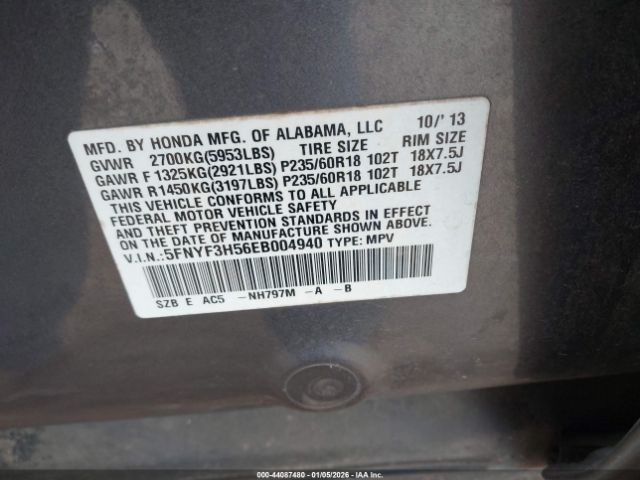 MFD. BY HONDA MFG. OF ALABAMA, LLC 10/' 13
GVWR 2700KG(5953LBS) TIRE SIZE RIM SIZE
GAWR F 1325KG(2921LBS) P235/60R18 102T 18X7.5J
GAWR R 1450KG(3197LBS) P235/60R18 102T 18X7.5J
THIS VEHICLE CONFORMS TO ALL APPLICABLE
FEDERAL MOTOR VEHICLE SAFETY
AND THEFT PREVENTION STANDARDS IN EFFECT
ON THE DATE OF MANUFACTURE SHOWN ABOVE.
V.I.N.: 5FNYF3H56EB004940 TYPE: MPV
SZB E AC5 -NH797M -A -B
000-44087480 - 01/05/2026 - IAA Inc.